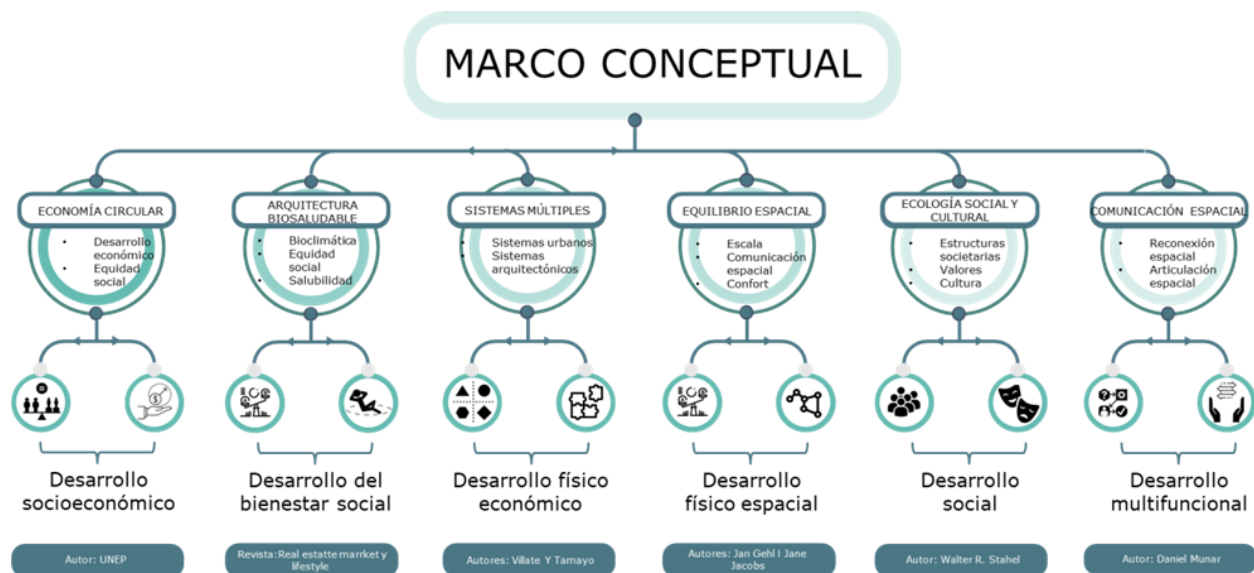 MARCO CONCEPTUAL
ECONOMÍA CIRCULAR
• Desarrollo
económico
• Equidad
social
Desarrollo
socioeconómico
Autor: UNEP
ARQUITECTURA
BIOSALUDABLE
• Bioclimática
• Equidad
social
• Salubilidad
Desarrollo del
bienestar social
Revista:Real estatte marrket y
lifestyle
SISTEMAS MÚLTIPLES
• Sistemas urbanos
• Sistemas
arquitectónicos
Desarrollo físico
económico
Autores: Villate Y Tamayo
EQUILIBRIO ESPACIAL
• Escala
• Comunicación
espacial
• Confort
Desarrollo
físico espacial
Autores: Jan Gehl I Jane
Jacobs
ECOLOGÍA SOCIAL Y
CULTURAL
• Estructuras
societarias
• Valores
• Cultura
Desarrollo
social
Autor: Walter R. Stahel
COMUNICACIÓN ESPACIAL
• Reconexión
espacial
• Articulación
espacial
Desarrollo
multifuncional
Autor: Daniel Munar